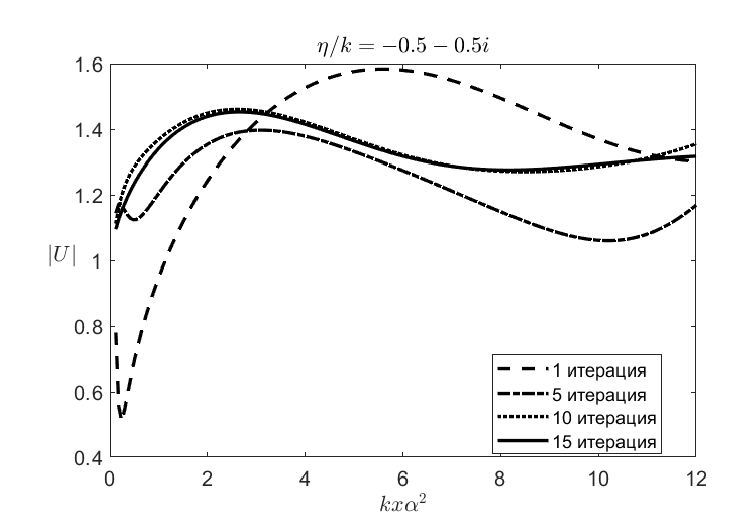 η/k = −0.5 − 0.5i
1.6
1.4
1.2
|U|
1
0.8
0.6
0.4
1 итерация
5 итерация
10 итерация
15 итерация
0 2 4 6 8 10 12
kxα²